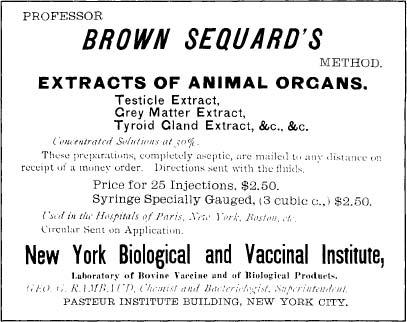 PROFESSOR
BROWN SEQUARD'S
METHOD.
EXTRACTS OF ANIMAL ORGANS.
Testicle Extract,
Grey Matter Extract,
Tyroid Gland Extract, &c., &c.
Concentrated Solutions at 30%.
These preparations, completely aseptic, are mailed to any distance on
receipt of a money order. Directions sent with the fluids.
Price for 25 Injections, $2.50.
Syringe Specially Gauged, (3 cubic c.,) $2.50.
Used in the Hospitals of Paris, New York, Boston, etc.
Circular Sent on Application.
New York Biological and Vaccinal Institute,
Laboratory of Bovine Vaccine and of Biological Products.
GEO. G. RAMBAUD, Chemist and Bacteriologist, Superintendent.
PASTEUR INSTITUTE BUILDING, NEW YORK CITY.